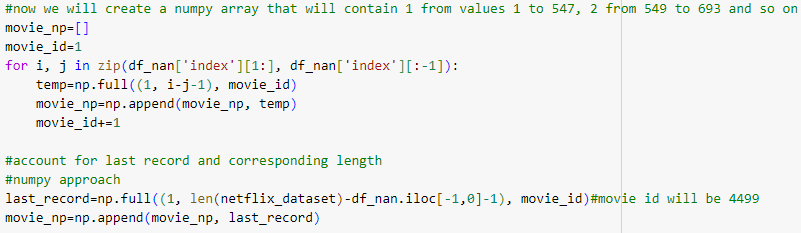 #now we will create a numpy array that will contain 1 from values 1 to 547, 2 from 549 to 693 and so on
movie_np=[]
movie_id=1
for i, j in zip(df_nan['index'][1:], df_nan['index'][:-1]):
    temp=np.full((1, i-j-1), movie_id)
    movie_np=np.append(movie_np, temp)
    movie_id+=1

#account for last record and corresponding length
#numpy approach
last_record=np.full((1, len(netflix_dataset)-df_nan.iloc[-1,0]-1), movie_id)#movie id will be 4499
movie_np=np.append(movie_np, last_record)